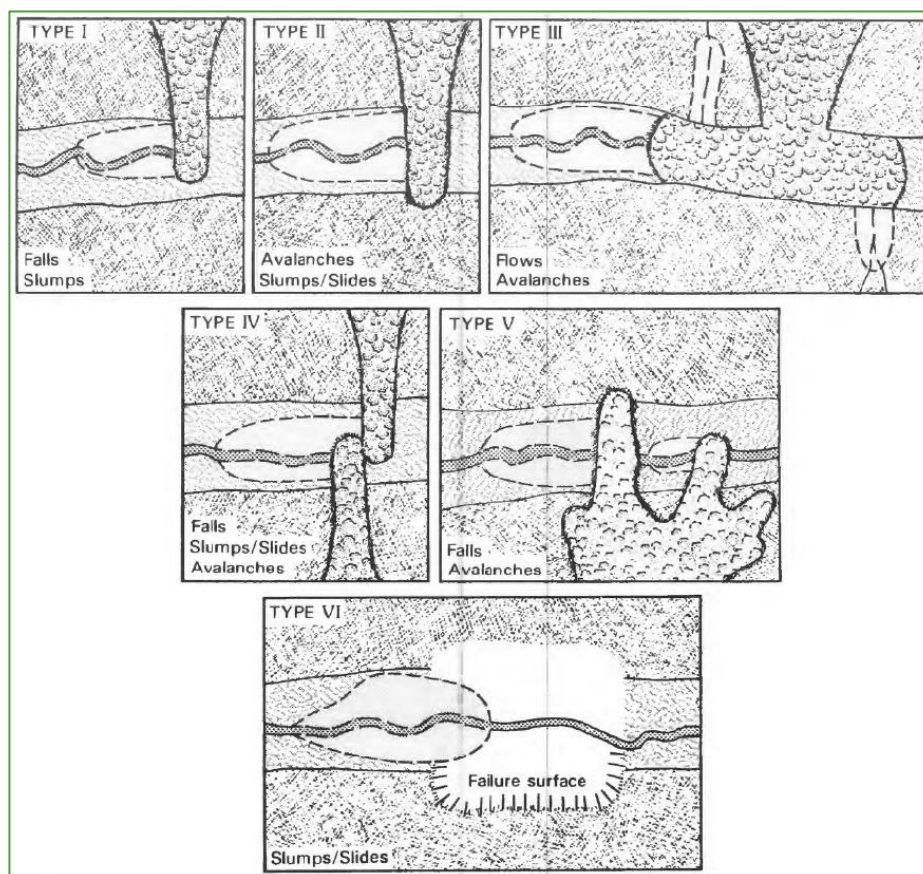 TYPE I
Falls
Slumps
TYPE II
Avalanches
Slumps/Slides
TYPE III
Flows
Avalanches
TYPE IV
Falls
Slumps/Slides
Avalanches
TYPE V
Falls
Avalanches
TYPE VI
Failure surface
Slumps/Slides